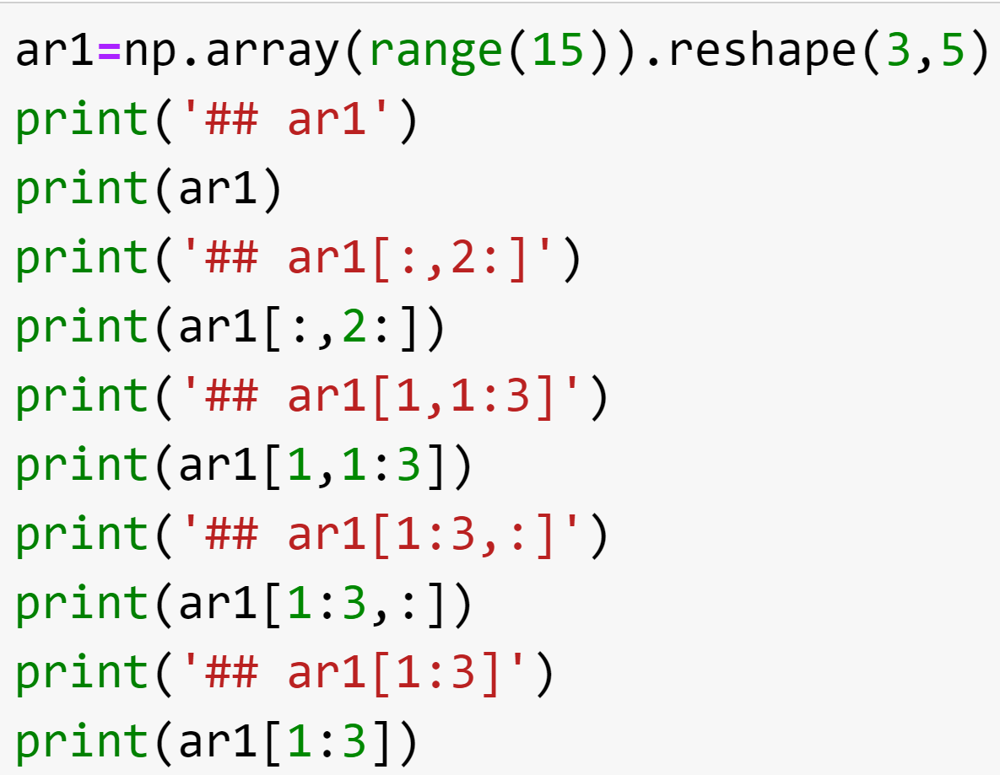 ar1=np.array(range(15)).reshape(3,5)
print('## ar1')
print(ar1)
print('## ar1[:,2:]')
print(ar1[:,2:])
print('## ar1[1,1:3]')
print(ar1[1,1:3])
print('## ar1[1:3,:]')
print(ar1[1:3,:])
print('## ar1[1:3]')
print(ar1[1:3])